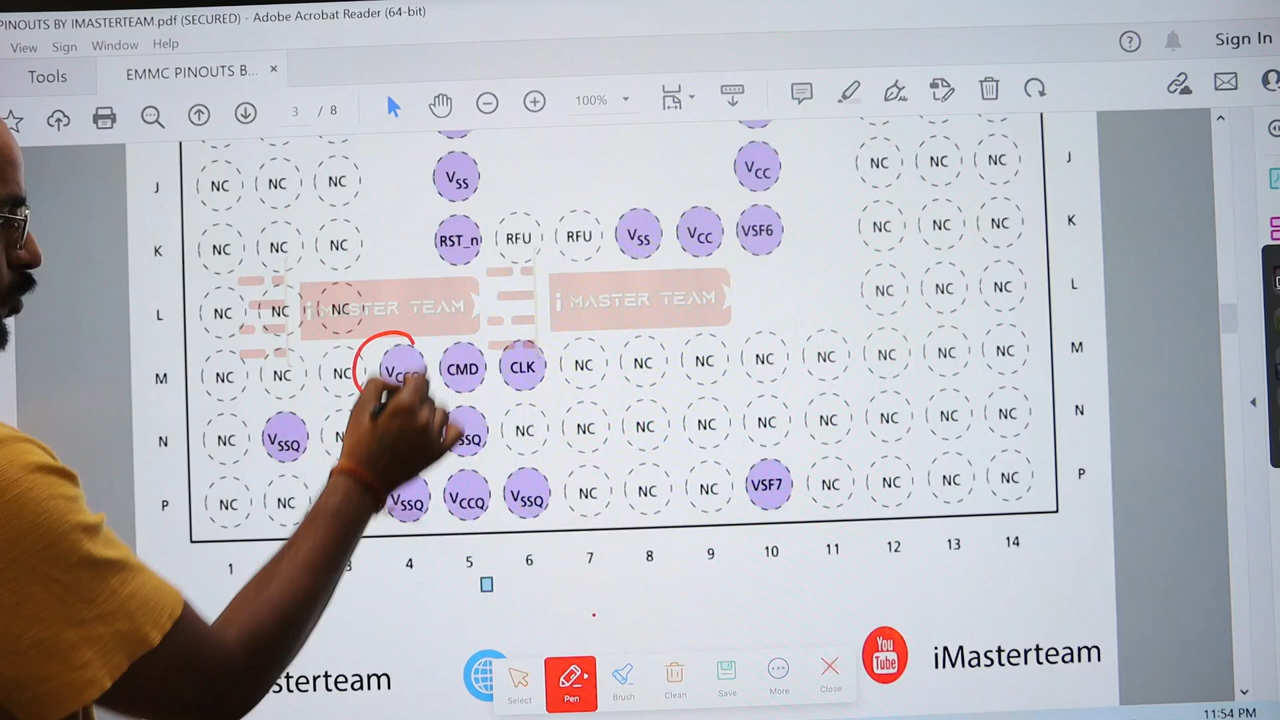 PINOUTS BY IMASTERTEAM.pdf (SECURED) - Adobe Acrobat Reader (64-bit)
View Sign Window Help
Tools EMMC PINOUTS B... × Sign In
3 / 8 100%
J NC NC NC VSS VCC NC NC NC J
K NC NC NC RST_n RFU RFU VSS VCC VSF6 NC NC NC K
L NC NC NC NC NC NC L
i MASTER TEAM i MASTER TEAM
M NC NC NC CMD CLK NC NC NC NC NC NC NC NC M
N NC VSSQ NC NC NC NC NC NC NC NC NC N
P NC NC VSSQ VCCQ VSSQ NC NC NC VSF7 NC NC NC NC P
1 4 5 6 7 8 9 10 11 12 13 14
sterteam You Tube iMasterteam
Select Pen Brush Clean Save More Close
11:54 PM